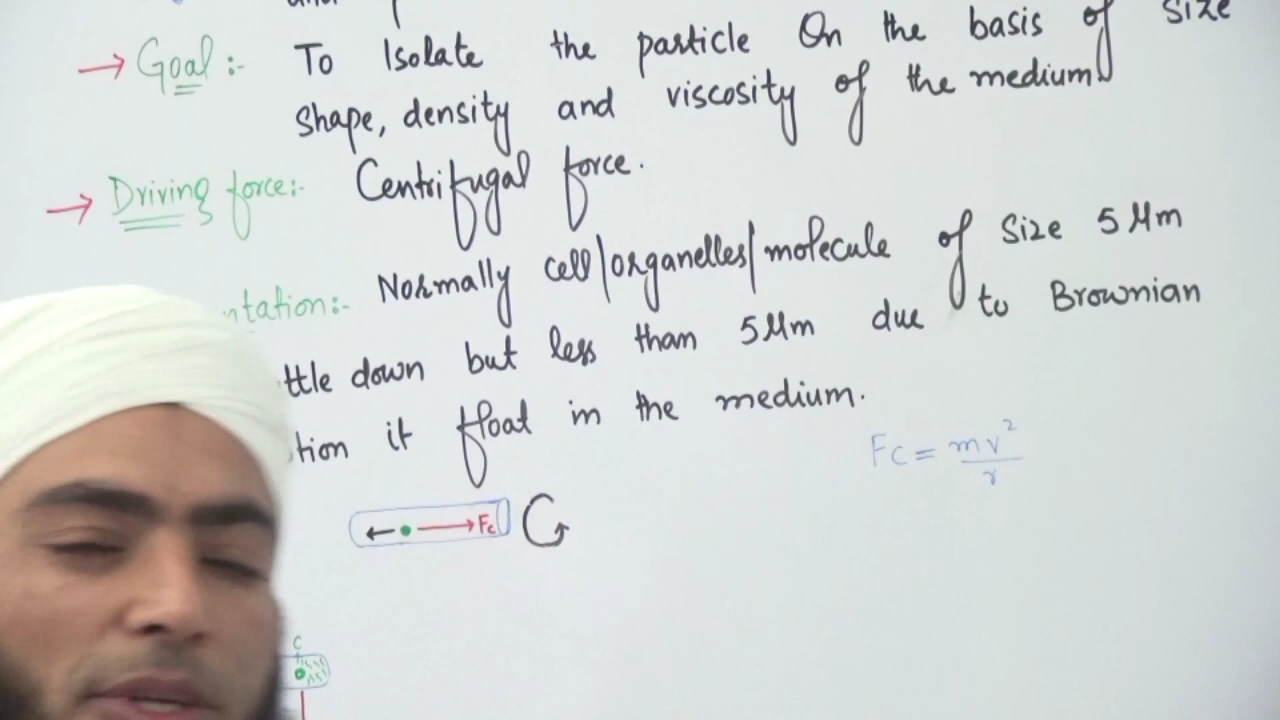 → Goal :- To Isolate the particle On the basis of Size
Shape, density and viscosity of the medium
→ Driving force:- Centrifugal force.
ntation:- Normally cell/organelles/molecule of Size 5 Mm
ttle down but less than 5 Mm due to Brownian
tion it float in the medium.
Fc = mv²/r
← • → Fc
C